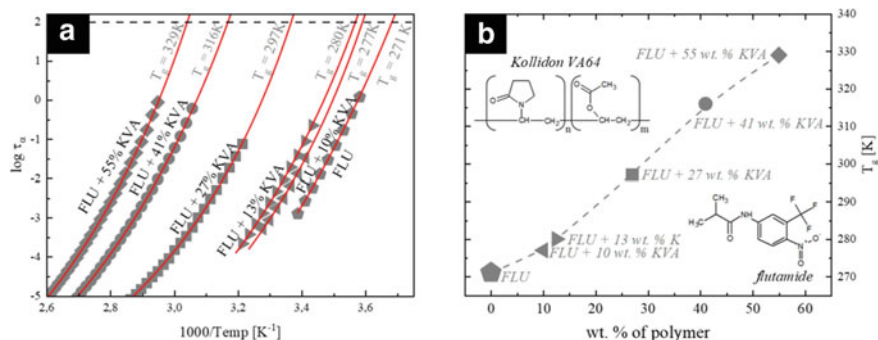 a
2
1
0
-1
-2
-3
-4
-5
log τα
2,6
2,8
3,0
3,2
3,4
3,6
1000/Temp [K-1]
Tg = 329K
Tg = 316K
Tg = 297K
Tg = 280K
Tg = 277K
Tg = 271 K
FLU + 55% KVA
FLU + 41% KVA
FLU + 27% KVA
FLU + 13% KVA
FLU + 10% KVA
FLU
b
Kollidon VA64
N
O
n
CH3
O
O
m
FLU + 55 wt. % KVA
FLU + 41 wt. % KVA
FLU + 27 wt. % KVA
FLU + 13 wt. % K
FLU + 10 wt. % KVA
FLU
H3C
CH3
O
NH
F
F
F
N
O-
O
flutamide
340
330
320
310
300
290
280
270
Tg [K]
0
10
20
30
40
50
60
wt. % of polymer